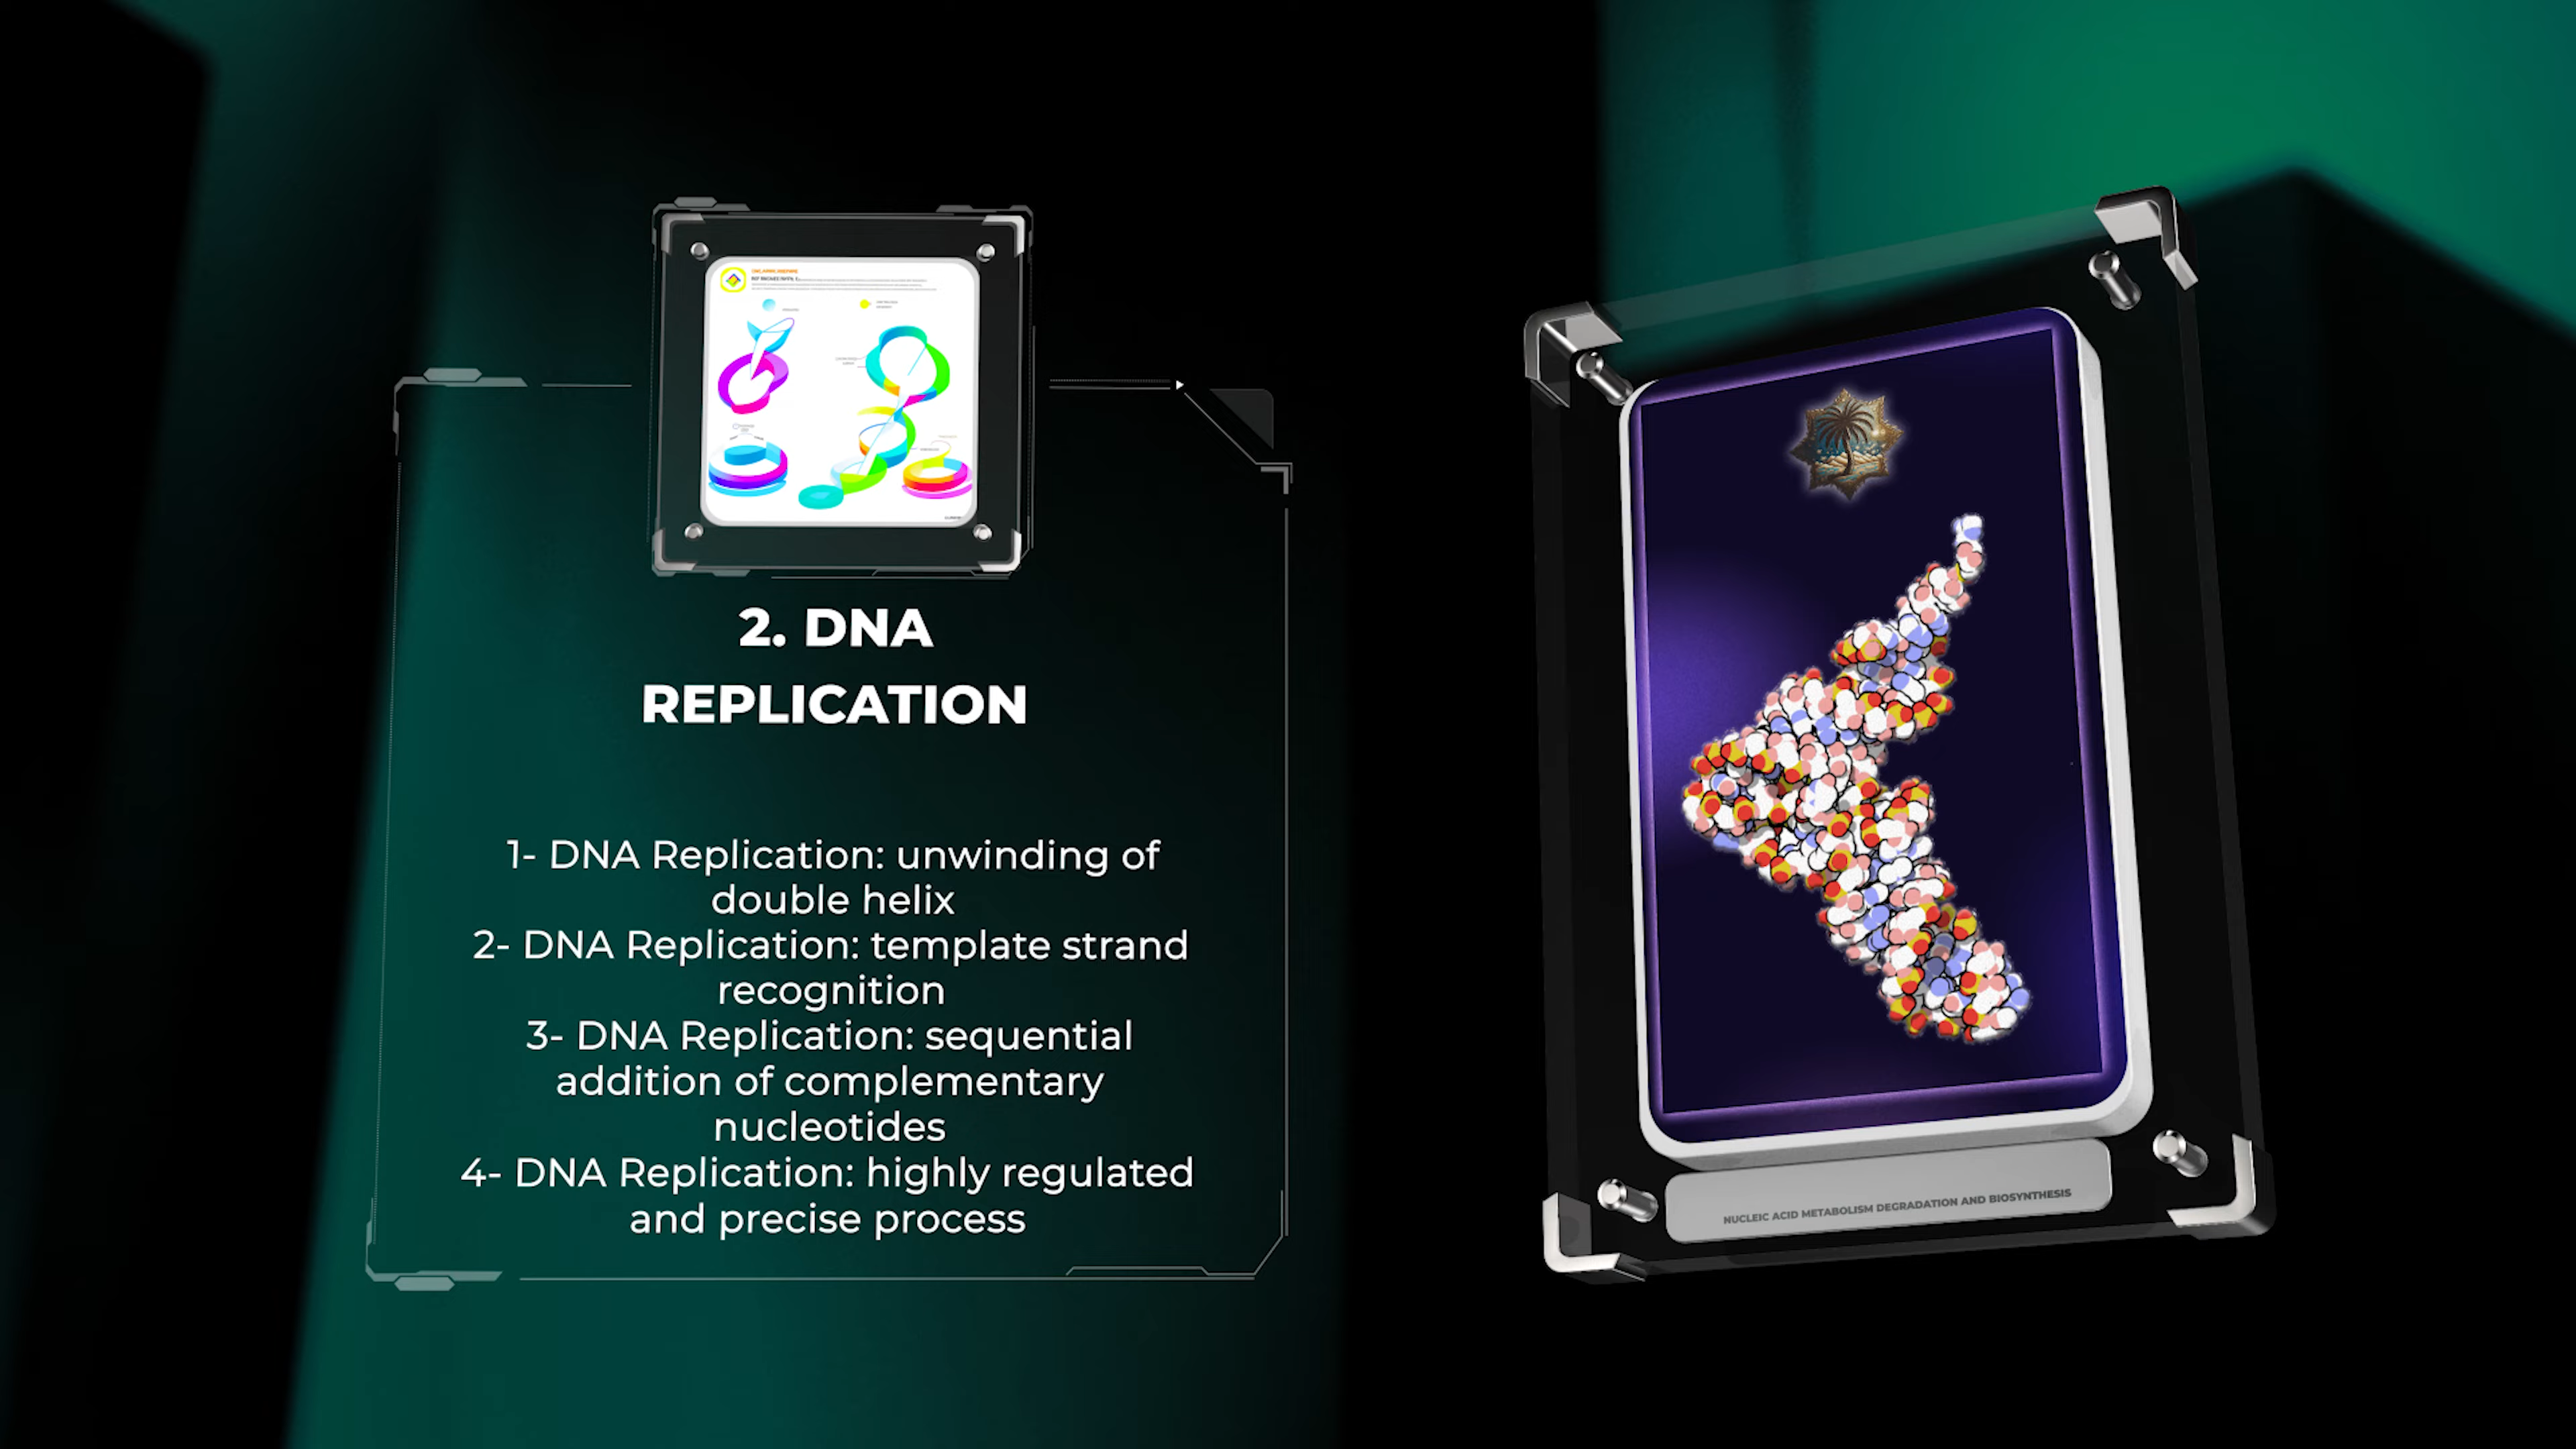 2. DNA
REPLICATION
1- DNA Replication: unwinding of
double helix
2- DNA Replication: template strand
recognition
3- DNA Replication: sequential
addition of complementary
nucleotides
4- DNA Replication: highly regulated
and precise process
NUCLEIC ACID METABOLISM DEGRADATION AND BIOSYNTHESIS